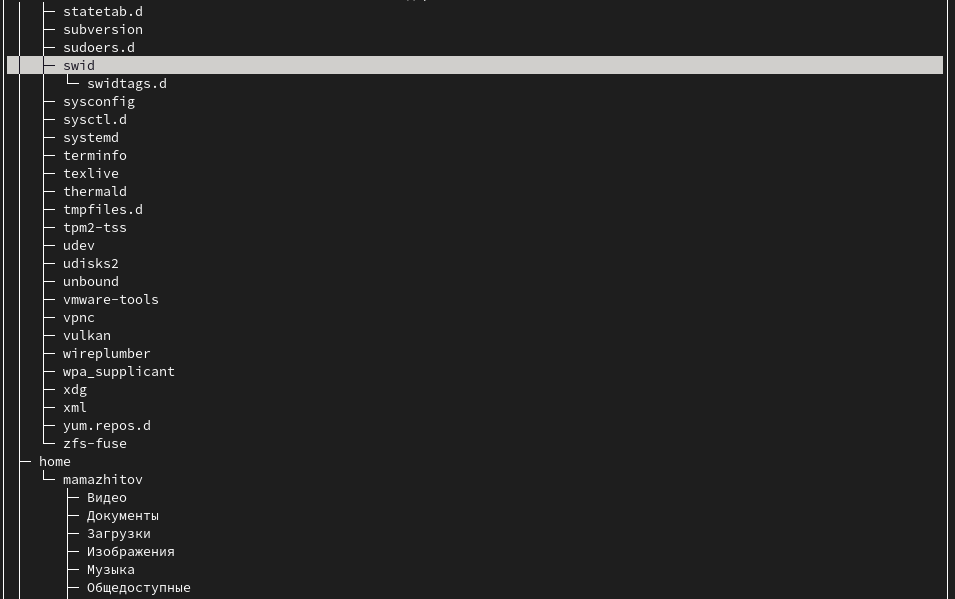 statetab.d
subversion
sudoers.d
swid
swidtags.d
sysconfig
sysctl.d
systemd
terminfo
texlive
thermald
tmpfiles.d
tpm2-tss
udev
udisks2
unbound
vmware-tools
vpnc
vulkan
wireplumber
wpa_supplicant
xdg
xml
yum.repos.d
zfs-fuse
home
mamazhitov
Видео
Документы
Загрузки
Изображения
Музыка
Общедоступные